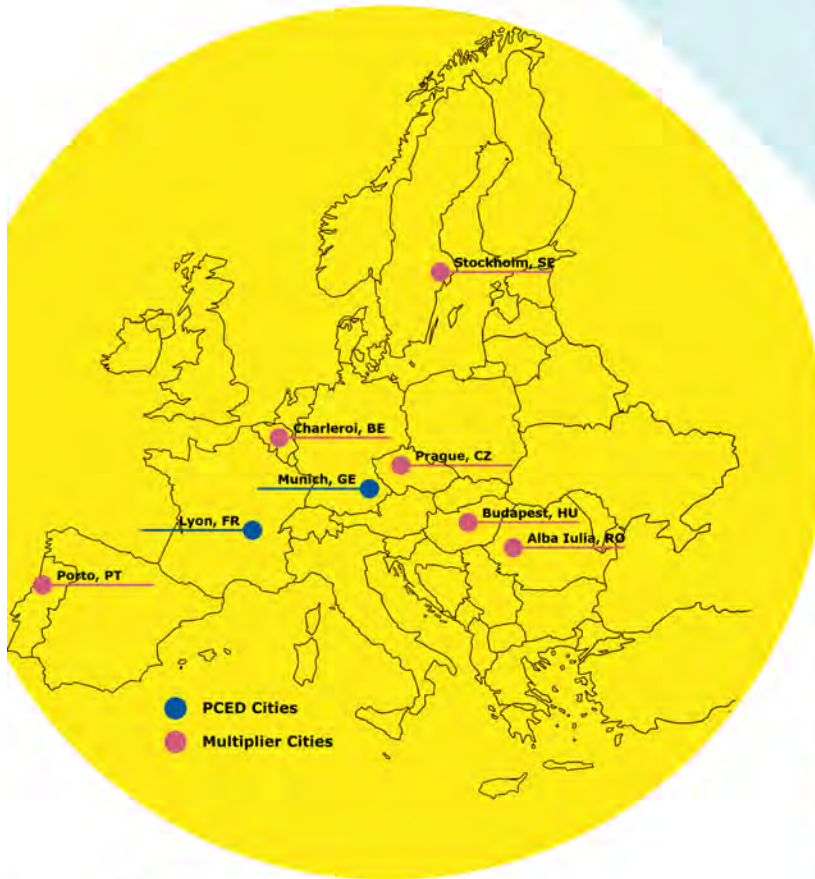 Stockholm, SE
Charleroi, BE
Prague, CZ
Munich, GE
Budapest, HU
Lyon, FR
Alba Iulia, RO
Porto, PT
PCED Cities
Multiplier Cities